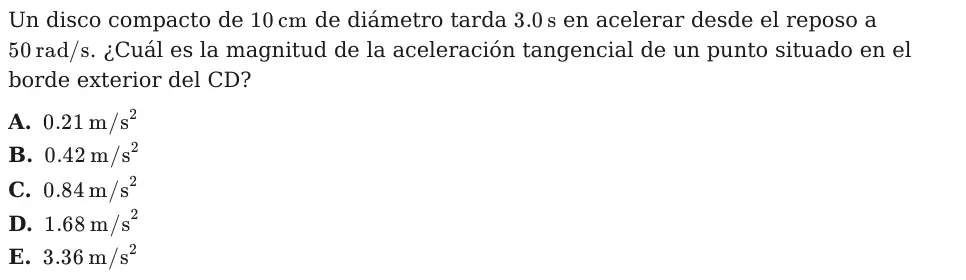 Un disco compacto de 10 cm de diámetro tarda 3.0 s en acelerar desde el reposo a
50 rad/s. ¿Cuál es la magnitud de la aceleración tangencial de un punto situado en el
borde exterior del CD?
A. 0.21 m/s²
B. 0.42 m/s²
C. 0.84 m/s²
D. 1.68 m/s²
E. 3.36 m/s²